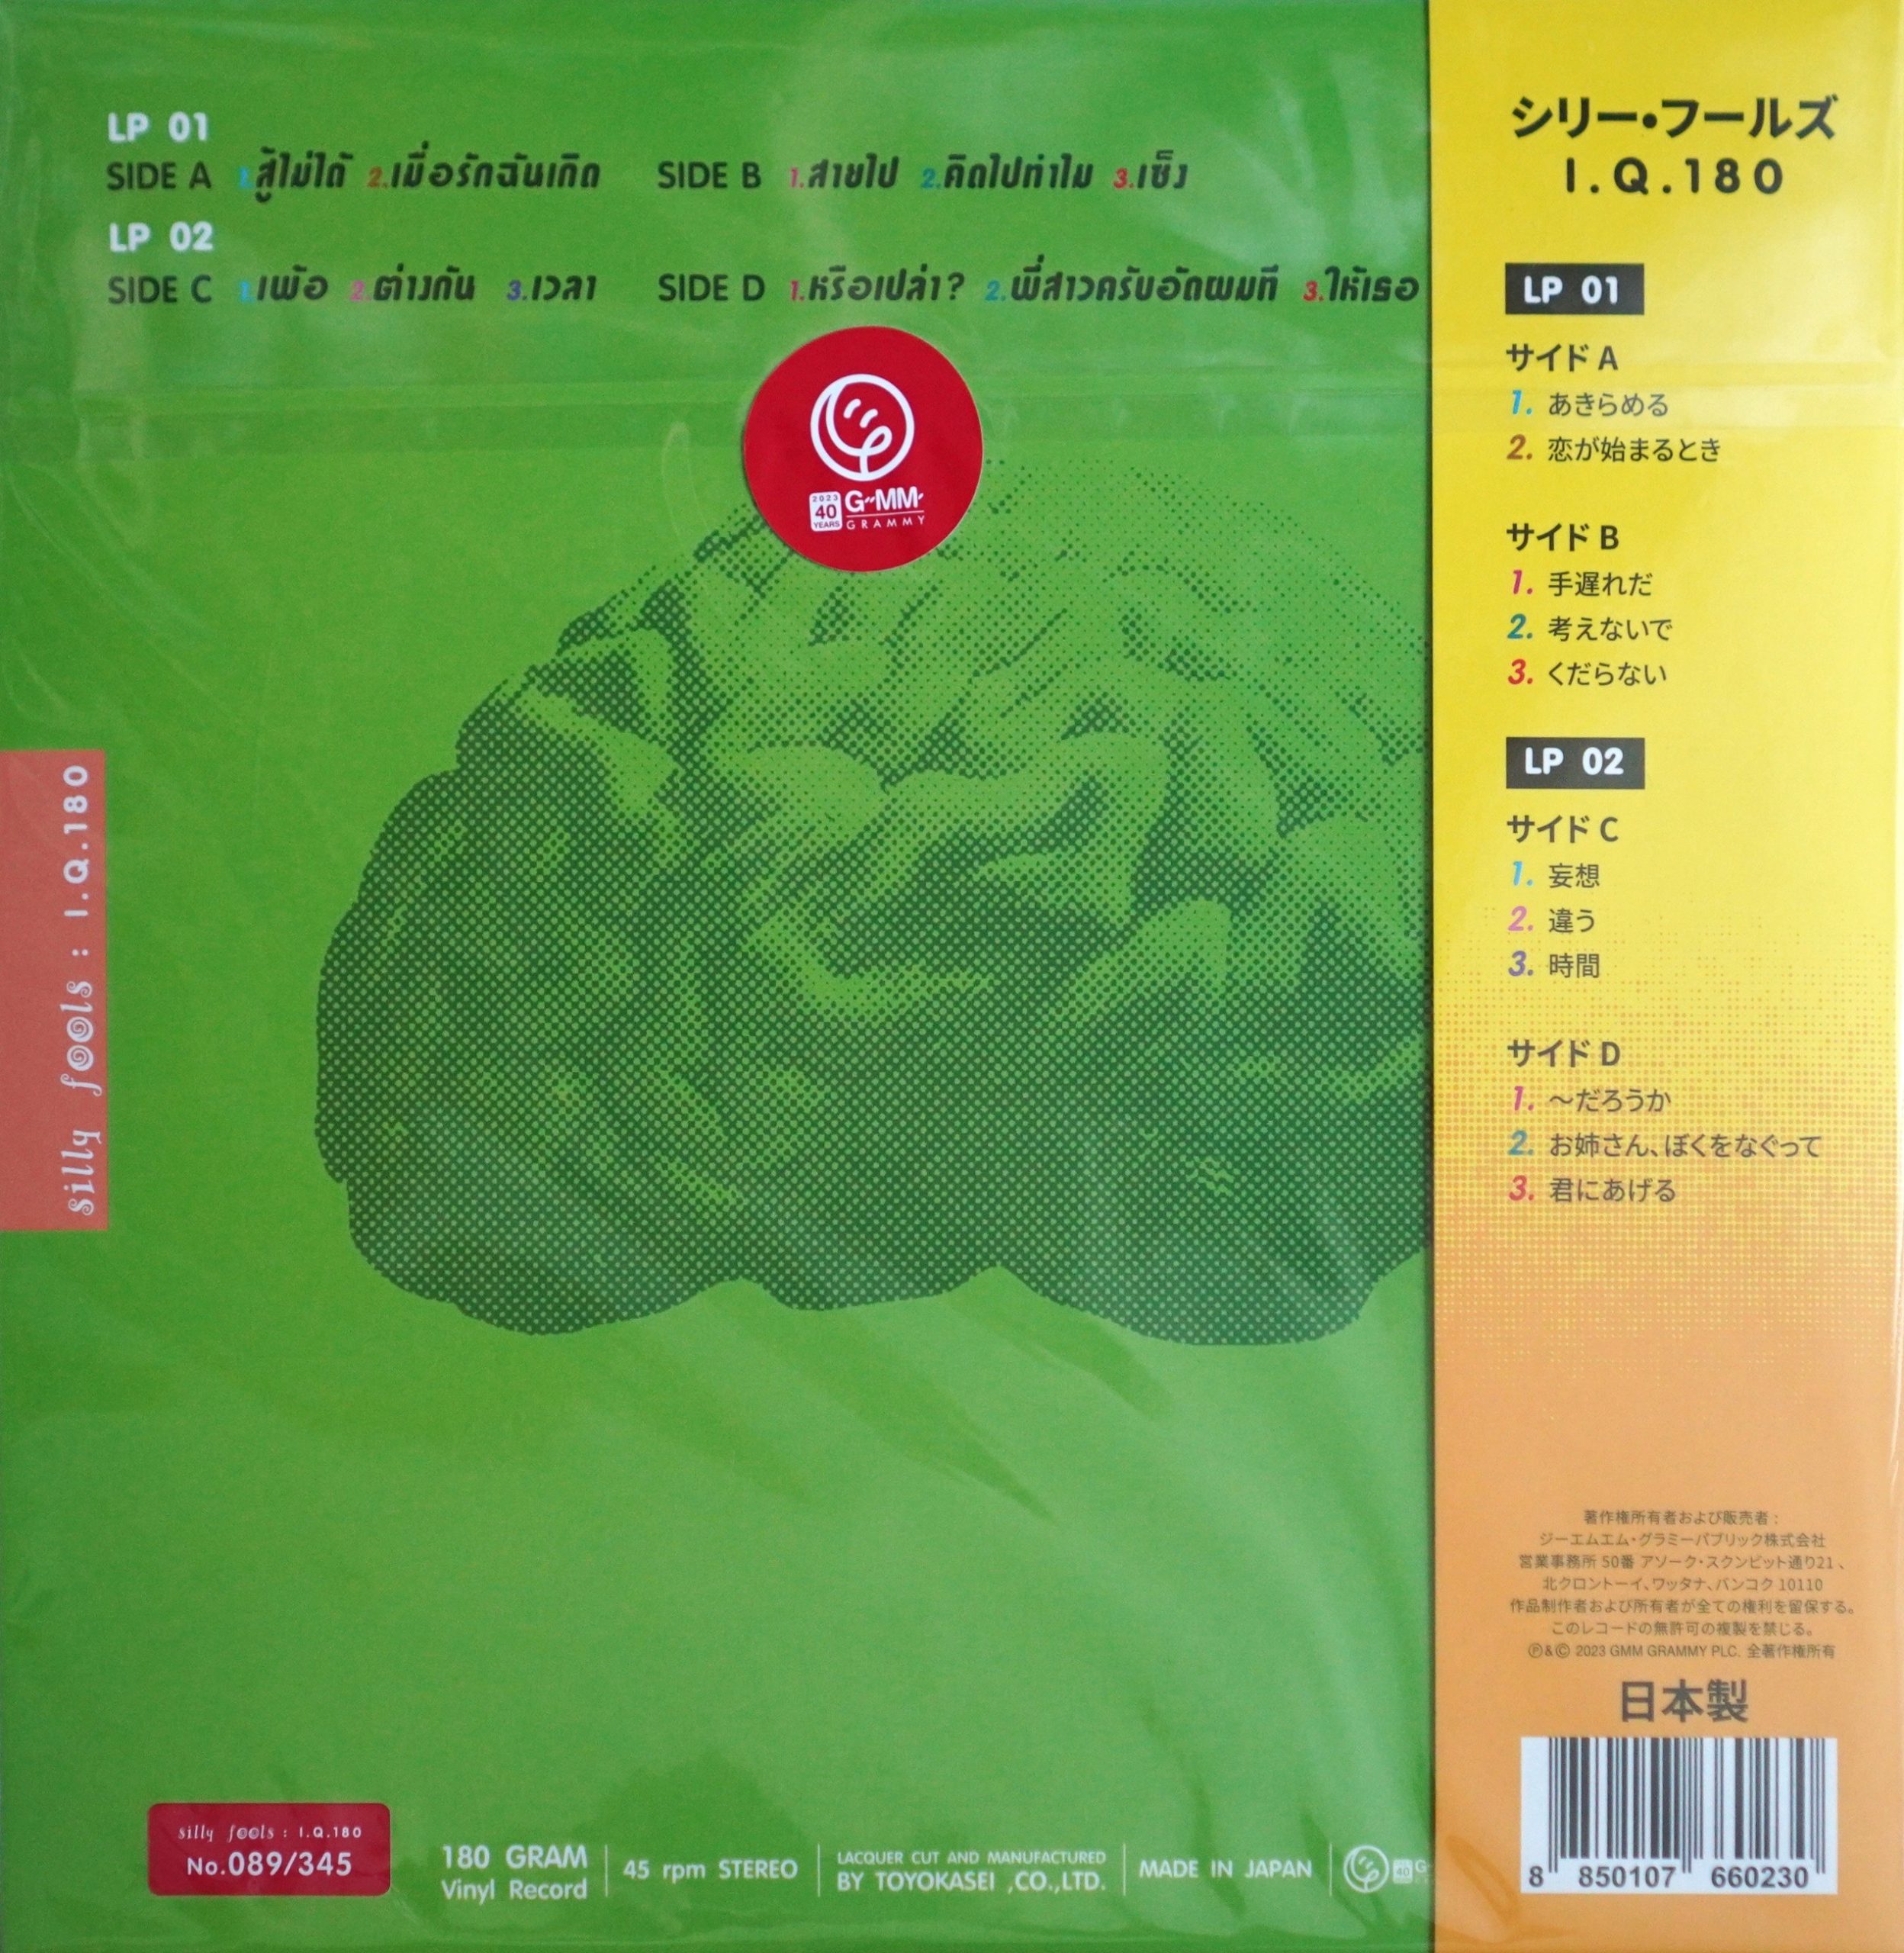 LP 01
SIDE A 1.สู้ไม่ได้ 2.เมื่อรักฉันเกิด SIDE B 1.สายไป 2.คิดไปทำไม 3.เซ็ง
LP 02
SIDE C 1.เพ้อ 2.ต่างกัน 3.เวลา SIDE D 1.หรือเปล่า? 2.พี่สาวครับอัดผมที 3.ให้เธอ
2023
40
YEARS
G"MM'
GRAMMY
silly fools : I.Q.180
silly fools : I.Q.180
No.089/345
180 GRAM
Vinyl Record
45 rpm STEREO
LACQUER CUT AND MANUFACTURED
BY TOYOKASEI ,CO.,LTD.
MADE IN JAPAN
40 G
シリー・フールズ
I.Q.180
LP 01
サイド A
1. あきらめる
2. 恋が始まるとき
サイド B
1. 手遅れだ
2. 考えないで
3. くだらない
LP 02
サイド C
1. 妄想
2. 違う
3. 時間
サイド D
1. ～だろうか
2. お姉さん、ぼくをなぐって
3. 君にあげる
著作権所有者および販売者 :
ジーエムエム・グラミーパブリック株式会社
営業事務所 50番 アソーク・スクンビット通り21 、
北クロントーイ、ワッタナ、バンコク 10110
作品制作者および所有者が全ての権利を留保する。
このレコードの無許可の複製を禁じる。
Ⓟ&© 2023 GMM GRAMMY PLC. 全著作権所有
日本製
8 850107 660230